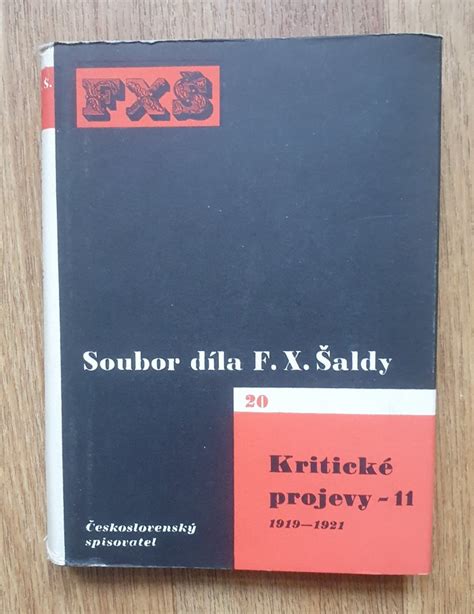 S.
FXŠ
Soubor díla F. X. Šaldy
20
Kritické
projevy - 11
1919—1921
Československý
spisovatel